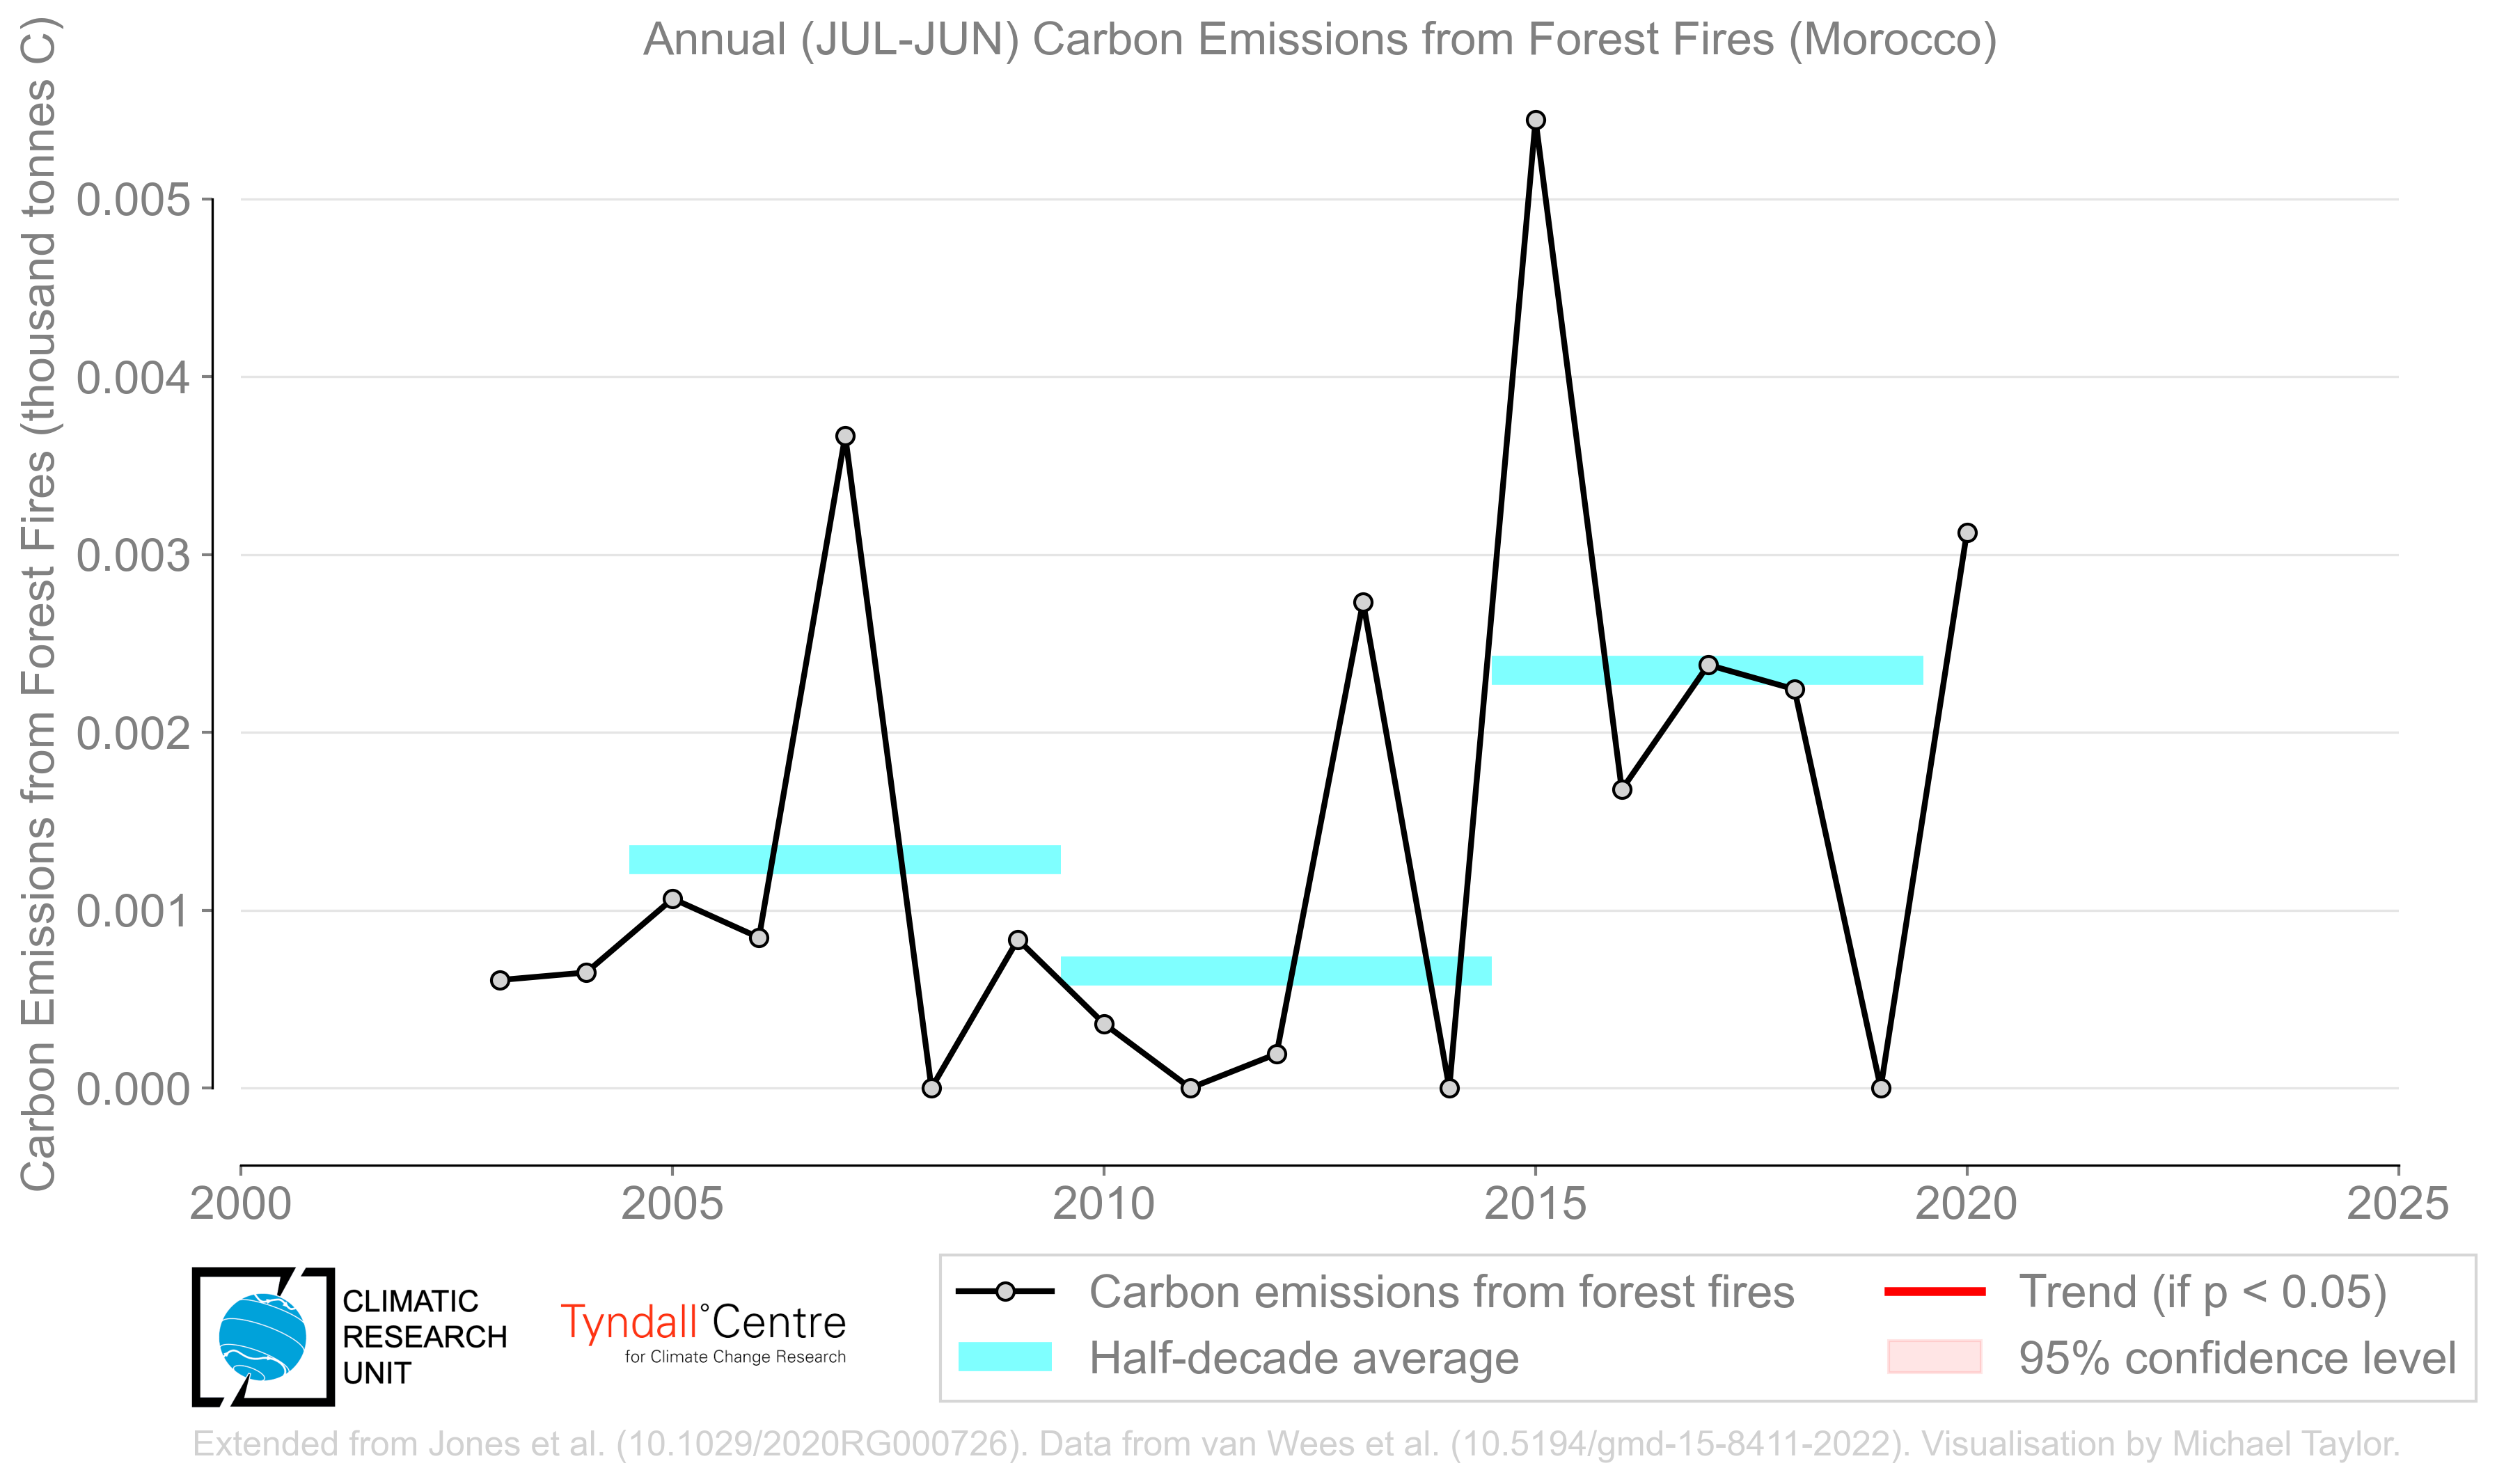 Annual (JUL-JUN) Carbon Emissions from Forest Fires (Morocco)
Carbon Emissions from Forest Fires (thousand tonnes C)
0.005
0.004
0.003
0.002
0.001
0.000
2000 2005 2010 2015 2020 2025
CLIMATIC
RESEARCH
UNIT
Tyndall°Centre
for Climate Change Research
Carbon emissions from forest fires
Half-decade average
Trend (if p < 0.05)
95% confidence level
Extended from Jones et al. (10.1029/2020RG000726). Data from van Wees et al. (10.5194/gmd-15-8411-2022). Visualisation by Michael Taylor.